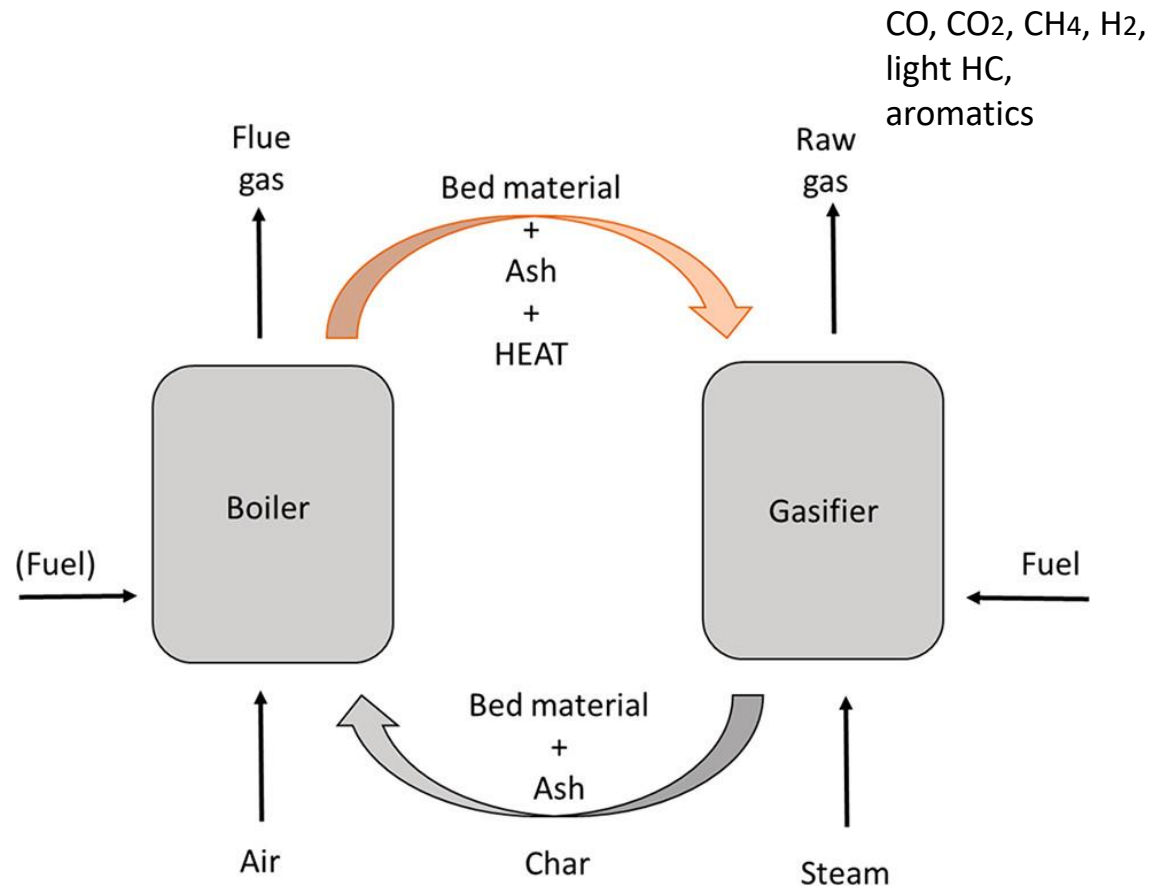 CO, CO2, CH4, H2,
light HC,
aromatics
Flue
gas
Raw
gas
Bed material
+
Ash
+
HEAT
Boiler
Gasifier
(Fuel)
Fuel
Bed material
+
Ash
Air
Char
Steam